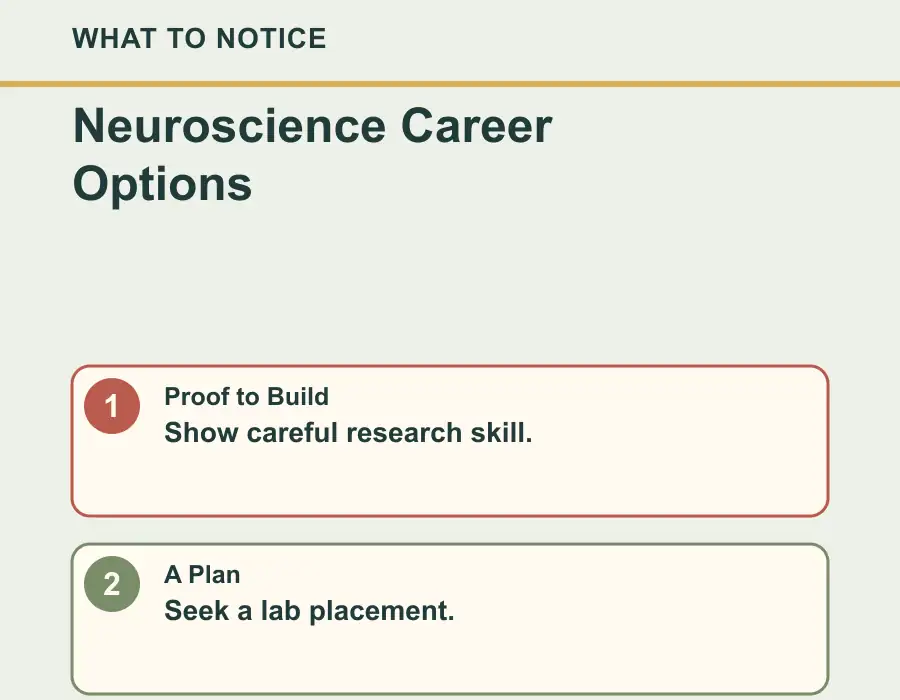 WHAT TO NOTICE
Neuroscience Career
Options
1
Proof to Build
Show careful research skill.
2
A Plan
Seek a lab placement.